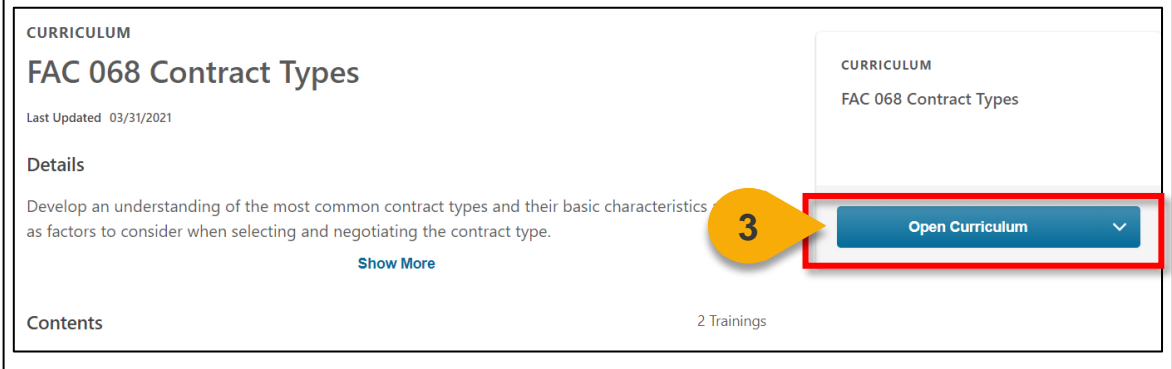 CURRICULUM
FAC 068 Contract Types
Last Updated 03/31/2021
Details
Develop an understanding of the most common contract types and their basic characteristics
as factors to consider when selecting and negotiating the contract type.
Show More
Contents
2 Trainings
CURRICULUM
FAC 068 Contract Types
3
Open Curriculum